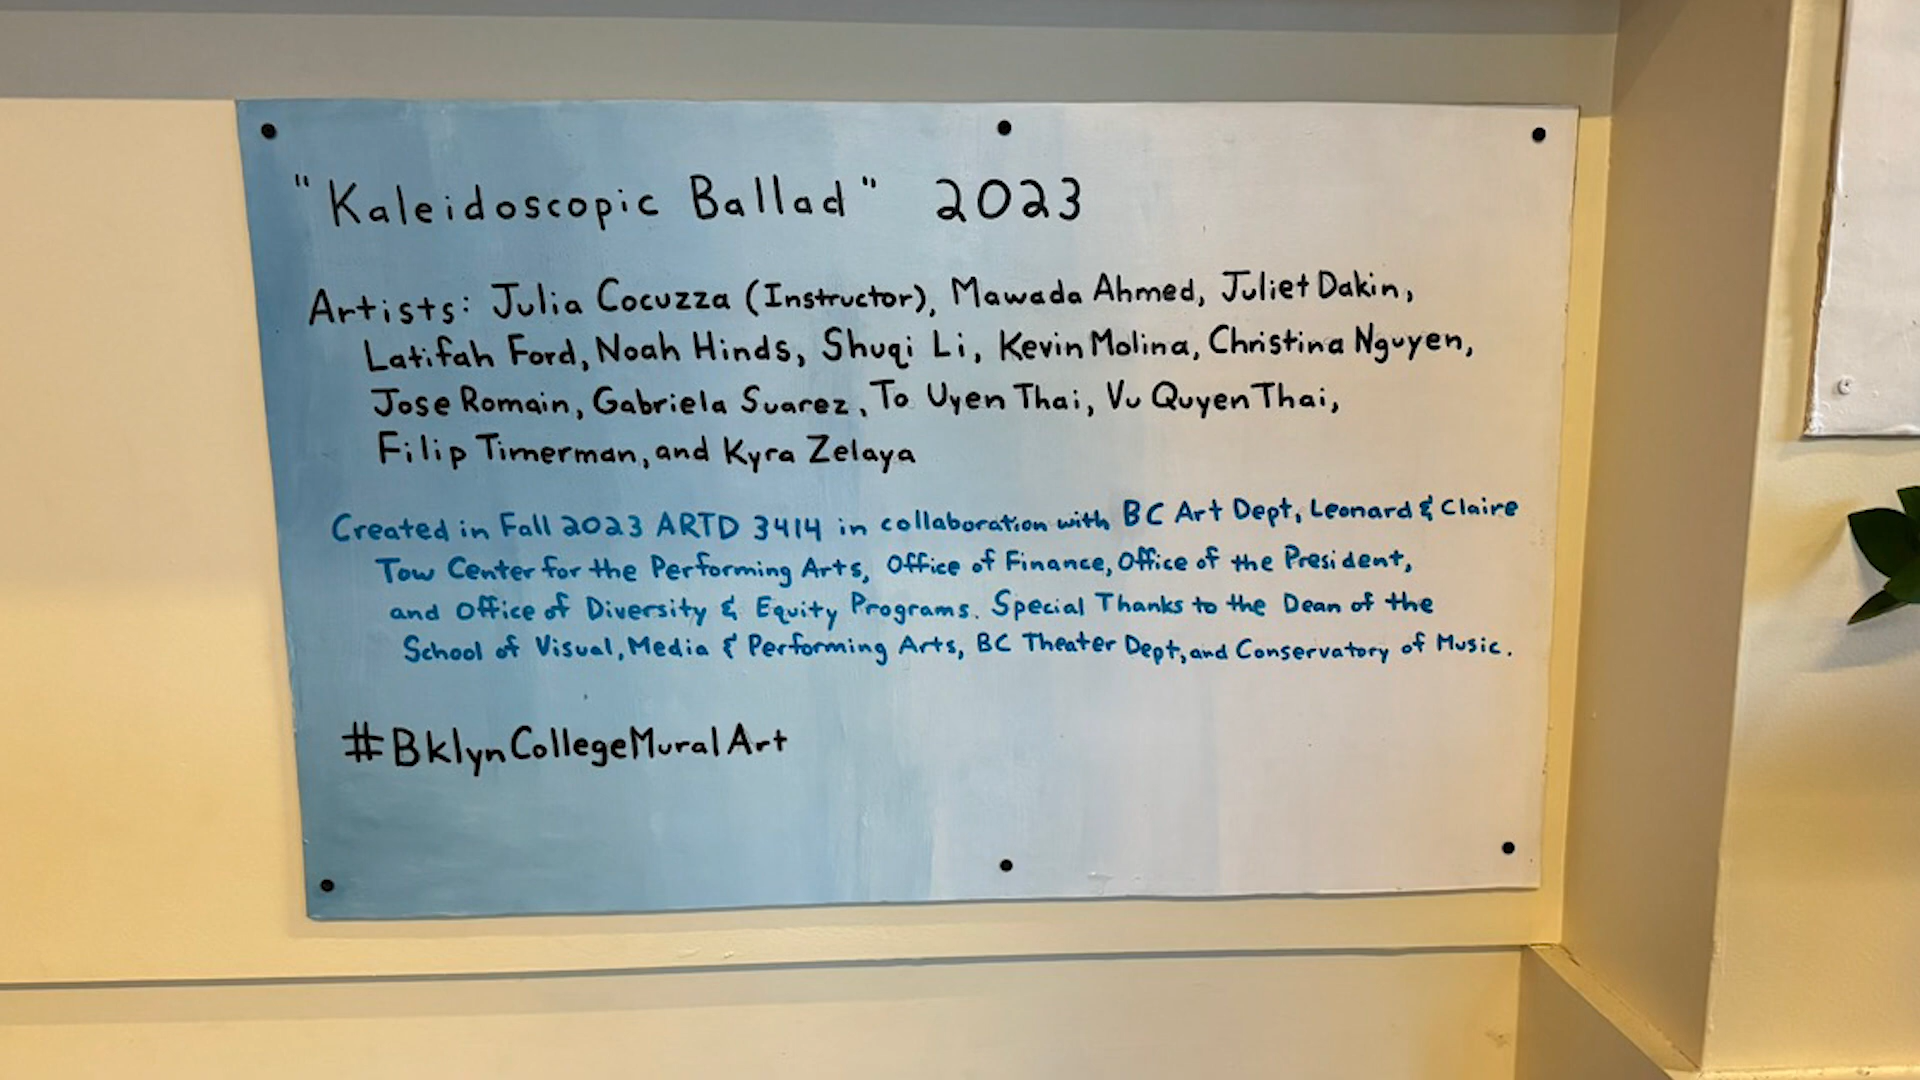 "Kaleidoscopic Ballad" 2023
Artists: Julia Cocuzza (Instructor), Mawada Ahmed, Juliet Dakin,
Latifah Ford, Noah Hinds, Shuqi Li, Kevin Molina, Christina Nguyen,
Jose Romain, Gabriela Suarez, To Uyen Thai, Vu Quyen Thai,
Filip Timerman, and Kyra Zelaya
Created in Fall 2023 ARTD 3414 in collaboration with BC Art Dept, Leonard & Claire
Tow Center for the Performing Arts, Office of Finance, Office of the President,
and Office of Diversity & Equity Programs. Special Thanks to the Dean of the
School of Visual, Media & Performing Arts, BC Theater Dept, and Conservatory of Music.
#BklynCollegeMuralArt